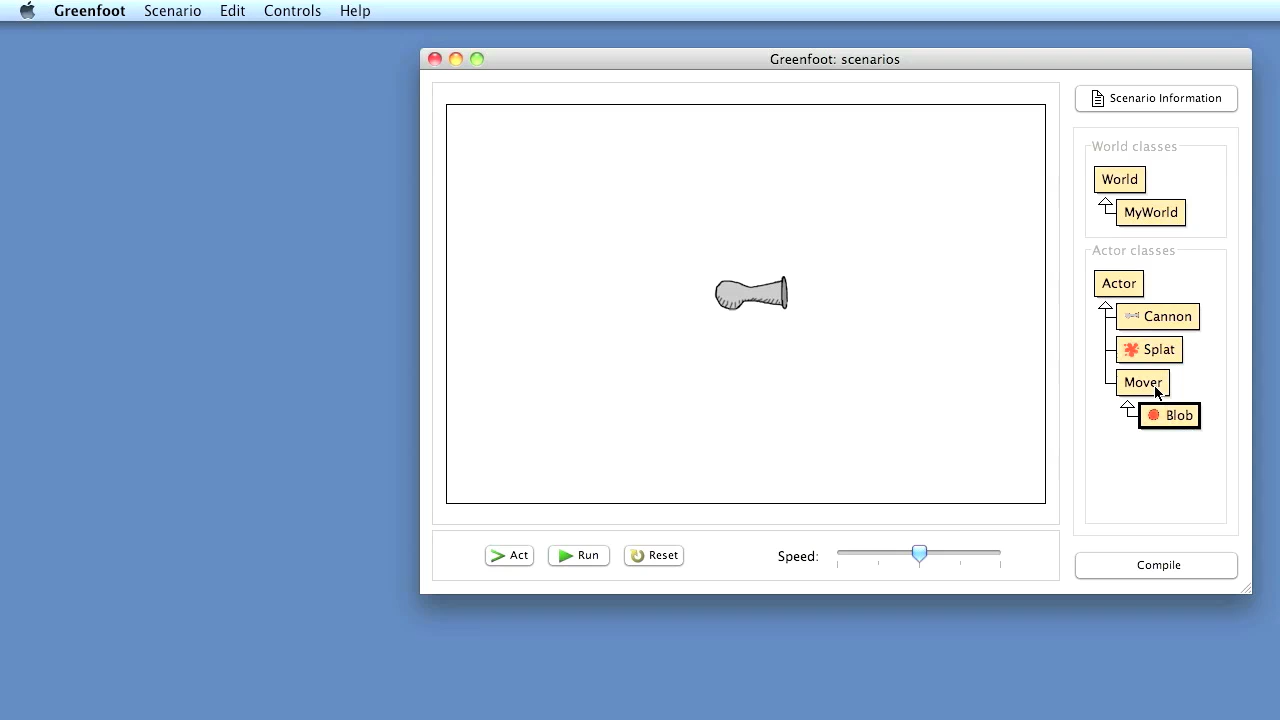 Greenfoot Scenario Edit Controls Help
Greenfoot: scenarios
Scenario Information
World classes
World
MyWorld
Actor classes
Actor
Cannon
Splat
Mover
Blob
Act Run Reset Speed:
Compile